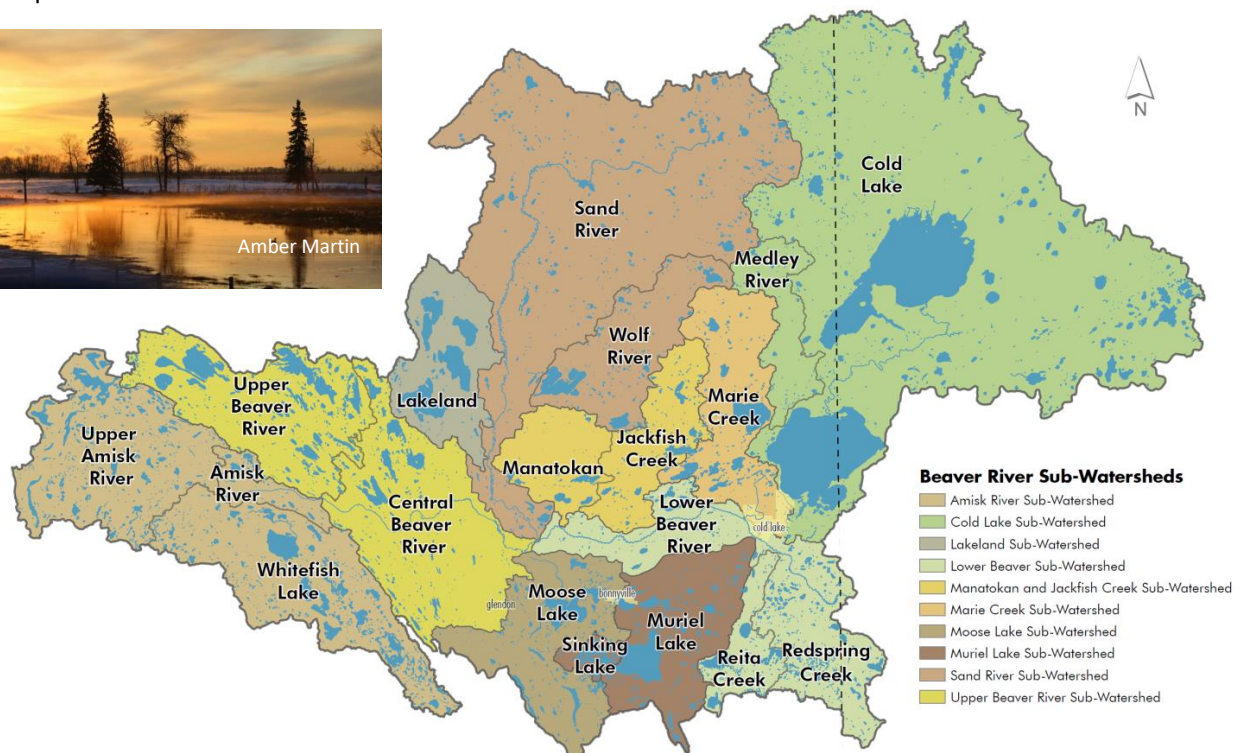 Amber Martin
N
Cold
Lake
Sand
River
Medley
River
Wolf
River
Lakeland
Marie
Creek
Upper
Beaver
River
Upper
Amisk
River
Amisk
River
Jackfish
Creek
Manatokan
Central
Beaver
River
Lower
Beaver
River
cold lake
Whitefish
Lake
glendon
Moose
Lake
bonnyville
Muriel
Lake
Sinking
Lake
Reita
Creek
Redspring
Creek
Beaver River Sub-Watersheds
Amisk River Sub-Watershed
Cold Lake Sub-Watershed
Lakeland Sub-Watershed
Lower Beaver Sub-Watershed
Manatokan and Jackfish Creek Sub-Watershed
Marie Creek Sub-Watershed
Moose Lake Sub-Watershed
Muriel Lake Sub-Watershed
Sand River Sub-Watershed
Upper Beaver River Sub-Watershed